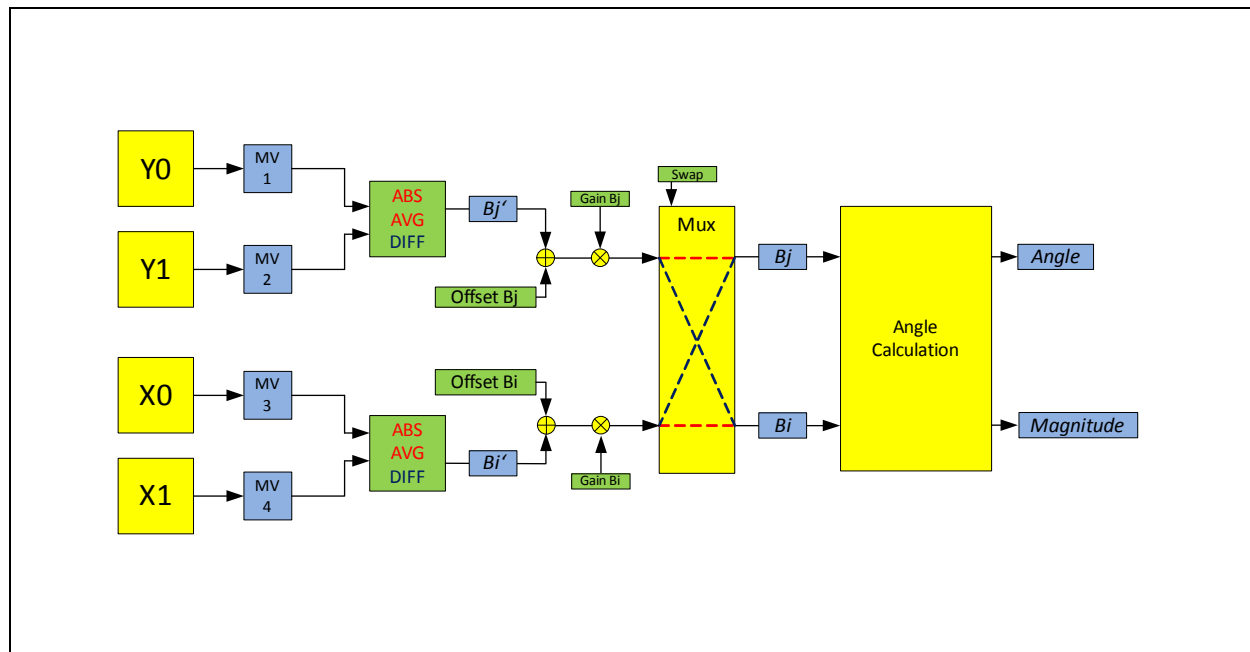 Y0
MV
1
Y1
MV
2
ABS
AVG
DIFF
Bj‘
Offset Bj
Gain Bj
Swap
Mux
Bj
X0
MV
3
X1
MV
4
ABS
AVG
DIFF
Offset Bi
Bi‘
Gain Bi
Bi
Angle
Calculation
Angle
Magnitude